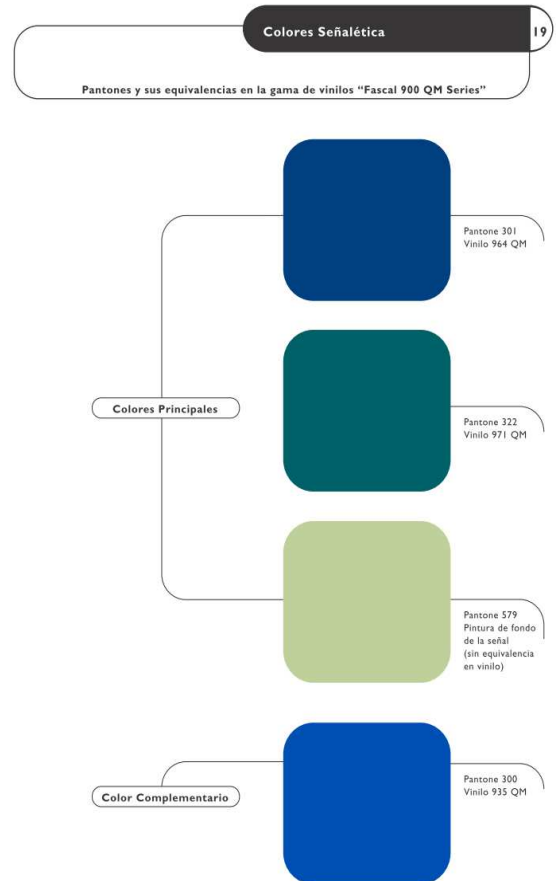 Colores Señalética
19
Pantones y sus equivalencias en la gama de vinilos “Fascal 900 QM Series”
Pantone 301
Vinilo 964 QM
Colores Principales
Pantone 322
Vinilo 971 QM
Pantone 579
Pintura de fondo
de la señal
(sin equivalencia
en vinilo)
Color Complementario
Pantone 300
Vinilo 935 QM